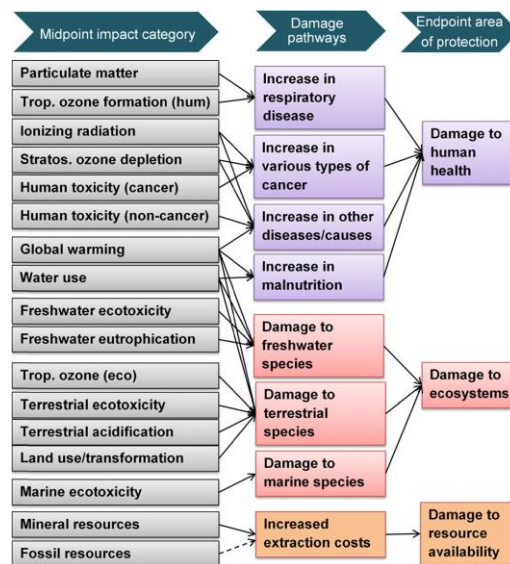 Midpoint impact category
Damage
pathways
Endpoint area
of protection
Particulate matter
Trop. ozone formation (hum)
Ionizing radiation
Stratos. ozone depletion
Human toxicity (cancer)
Human toxicity (non-cancer)
Global warming
Water use
Freshwater ecotoxicity
Freshwater eutrophication
Trop. ozone (eco)
Terrestrial ecotoxicity
Terrestrial acidification
Land use/transformation
Marine ecotoxicity
Mineral resources
Fossil resources
Increase in
respiratory
disease
Increase in
various types of
cancer
Increase in other
diseases/causes
Increase in
malnutrition
Damage to
freshwater
species
Damage to
terrestrial
species
Damage to
marine species
Increased
extraction costs
Damage to
human
health
Damage to
ecosystems
Damage to
resource
availability